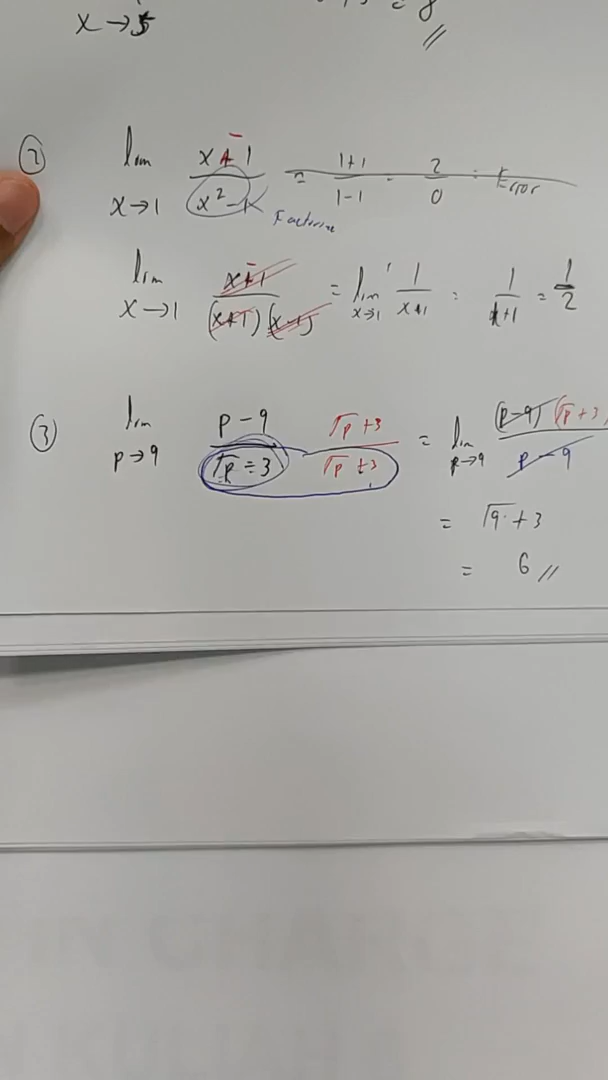 = 8 //
x → 5
② lim x→1 x - 1 / x² - 1 = 1+1 / 1-1 = 2 / 0 = Error
Factorise
lim x→1 x - 1 / (x+1)(x-1) = lim x→1 1 / x+1 = 1 / 1+1 = 1 / 2
③ lim p→9 p - 9 / √p - 3 √p + 3 / √p + 3 = lim p→9 (p-9)(√p+3) / p - 9
= √9 + 3
= 6 //